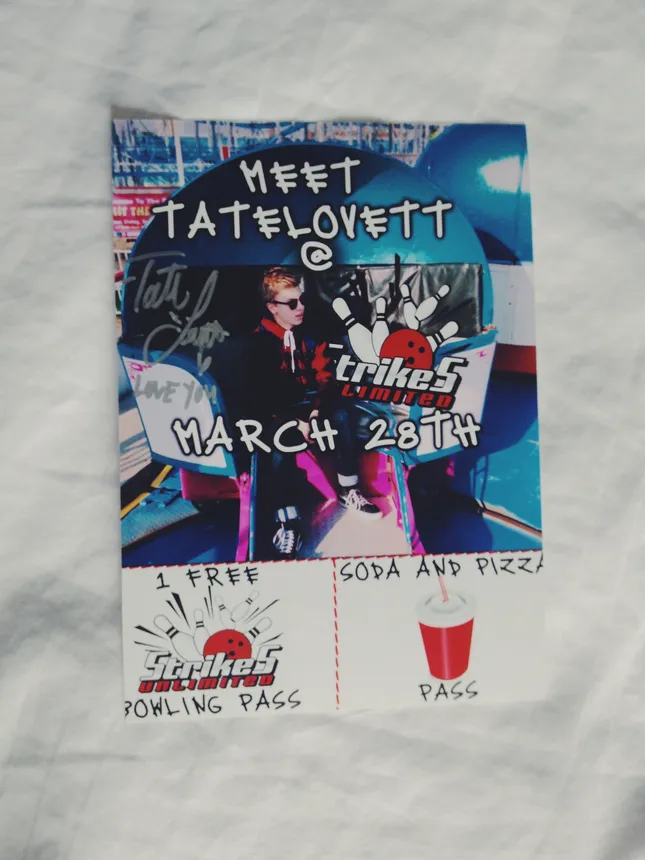 MEET
TATELOVETT
@
Tate
LOVE YOU
StrikeS
LIMITED
MARCH 28TH
1 FREE
StrikeS
UNLIMITED
BOWLING PASS
SODA AND PIZZA
PASS